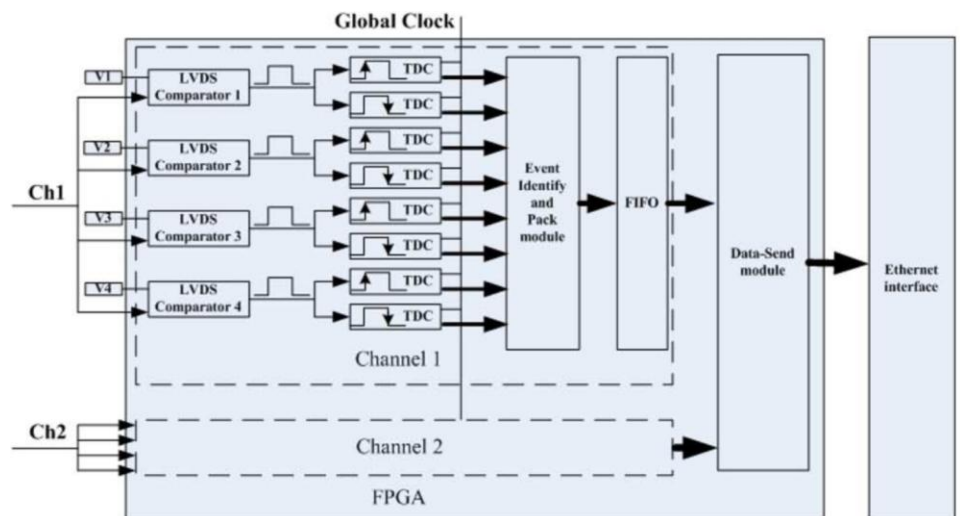 Global Clock
V1
LVDS
Comparator 1
TDC
TDC
V2
LVDS
Comparator 2
TDC
TDC
Ch1
V3
LVDS
Comparator 3
TDC
TDC
V4
LVDS
Comparator 4
TDC
TDC
Event
Identify
and
Pack
module
FIFO
Data-Send
module
Ethernet
interface
Channel 1
Ch2
Channel 2
FPGA